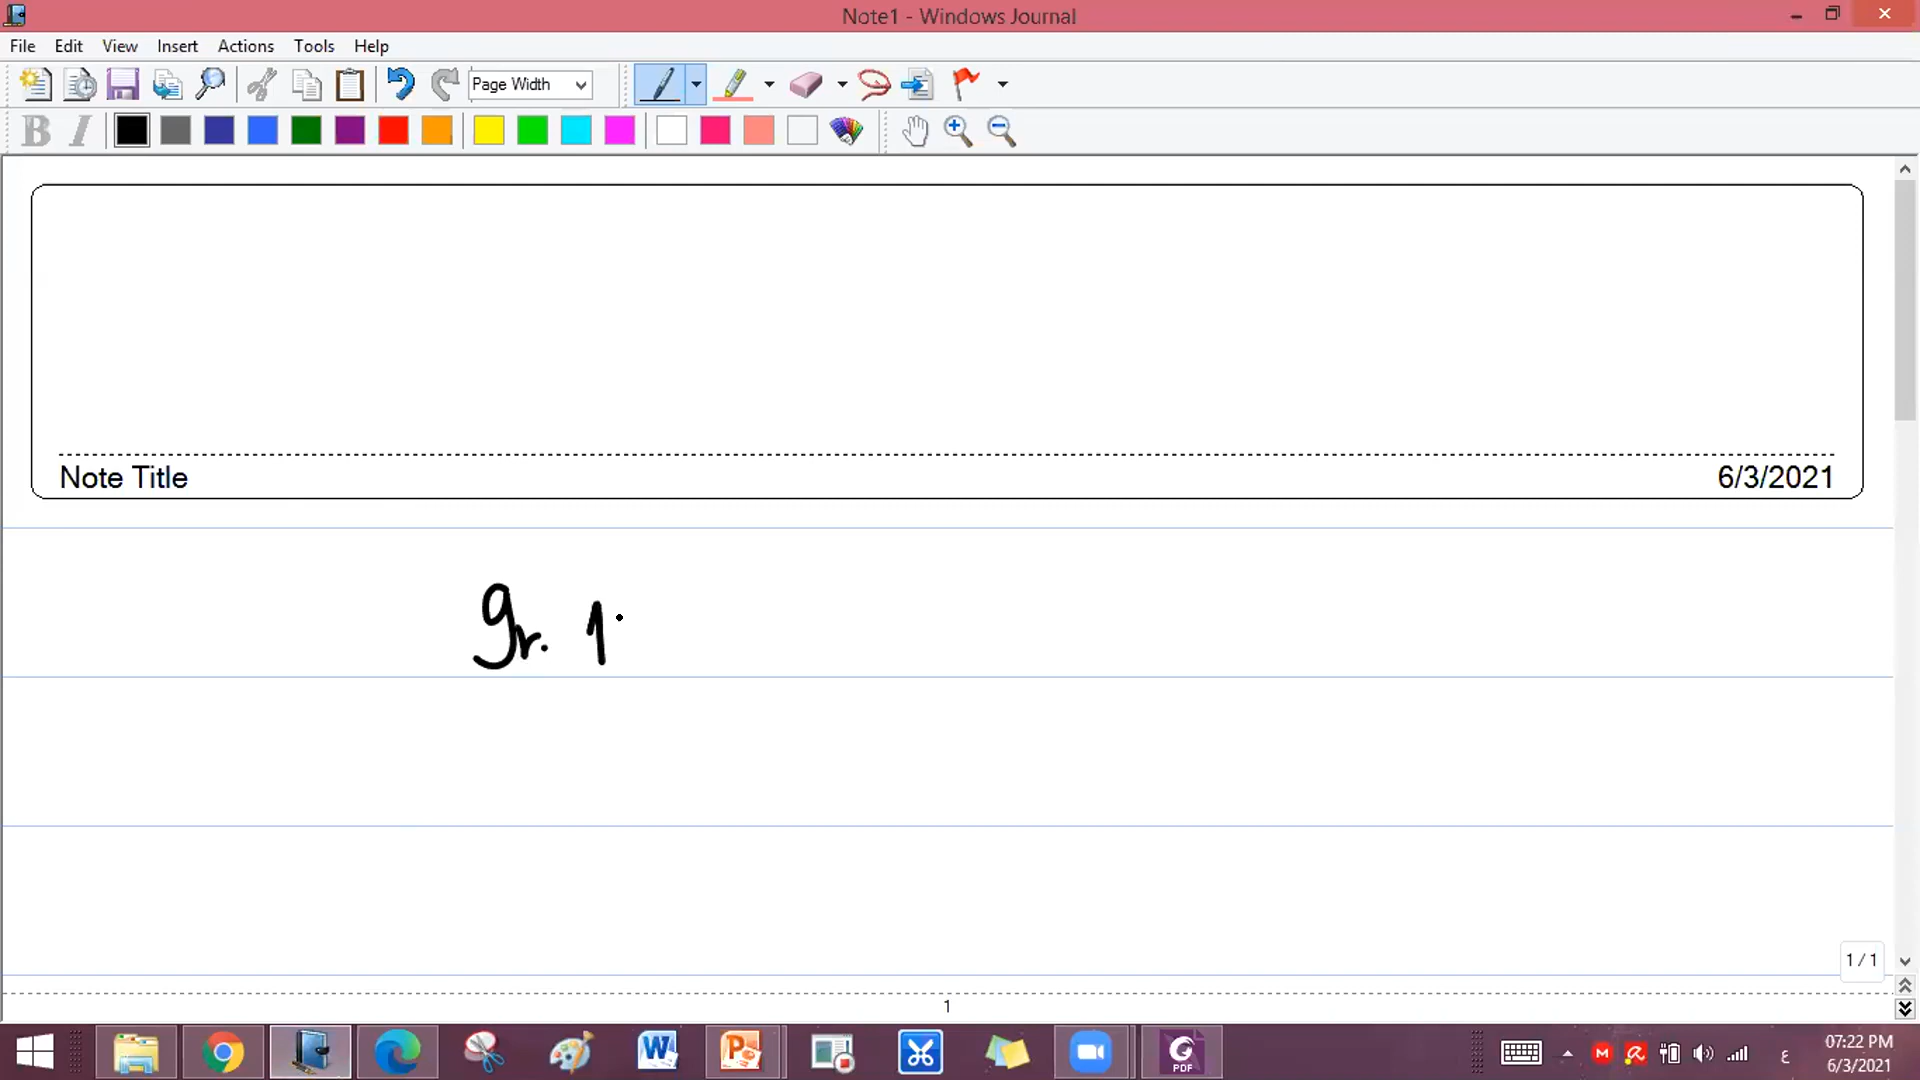 Note1 - Windows Journal
File Edit View Insert Actions Tools Help
Page Width
B I
Note Title 6/3/2021
gr. 1
1 / 1
1
W P PDF M ع 07:22 PM
6/3/2021